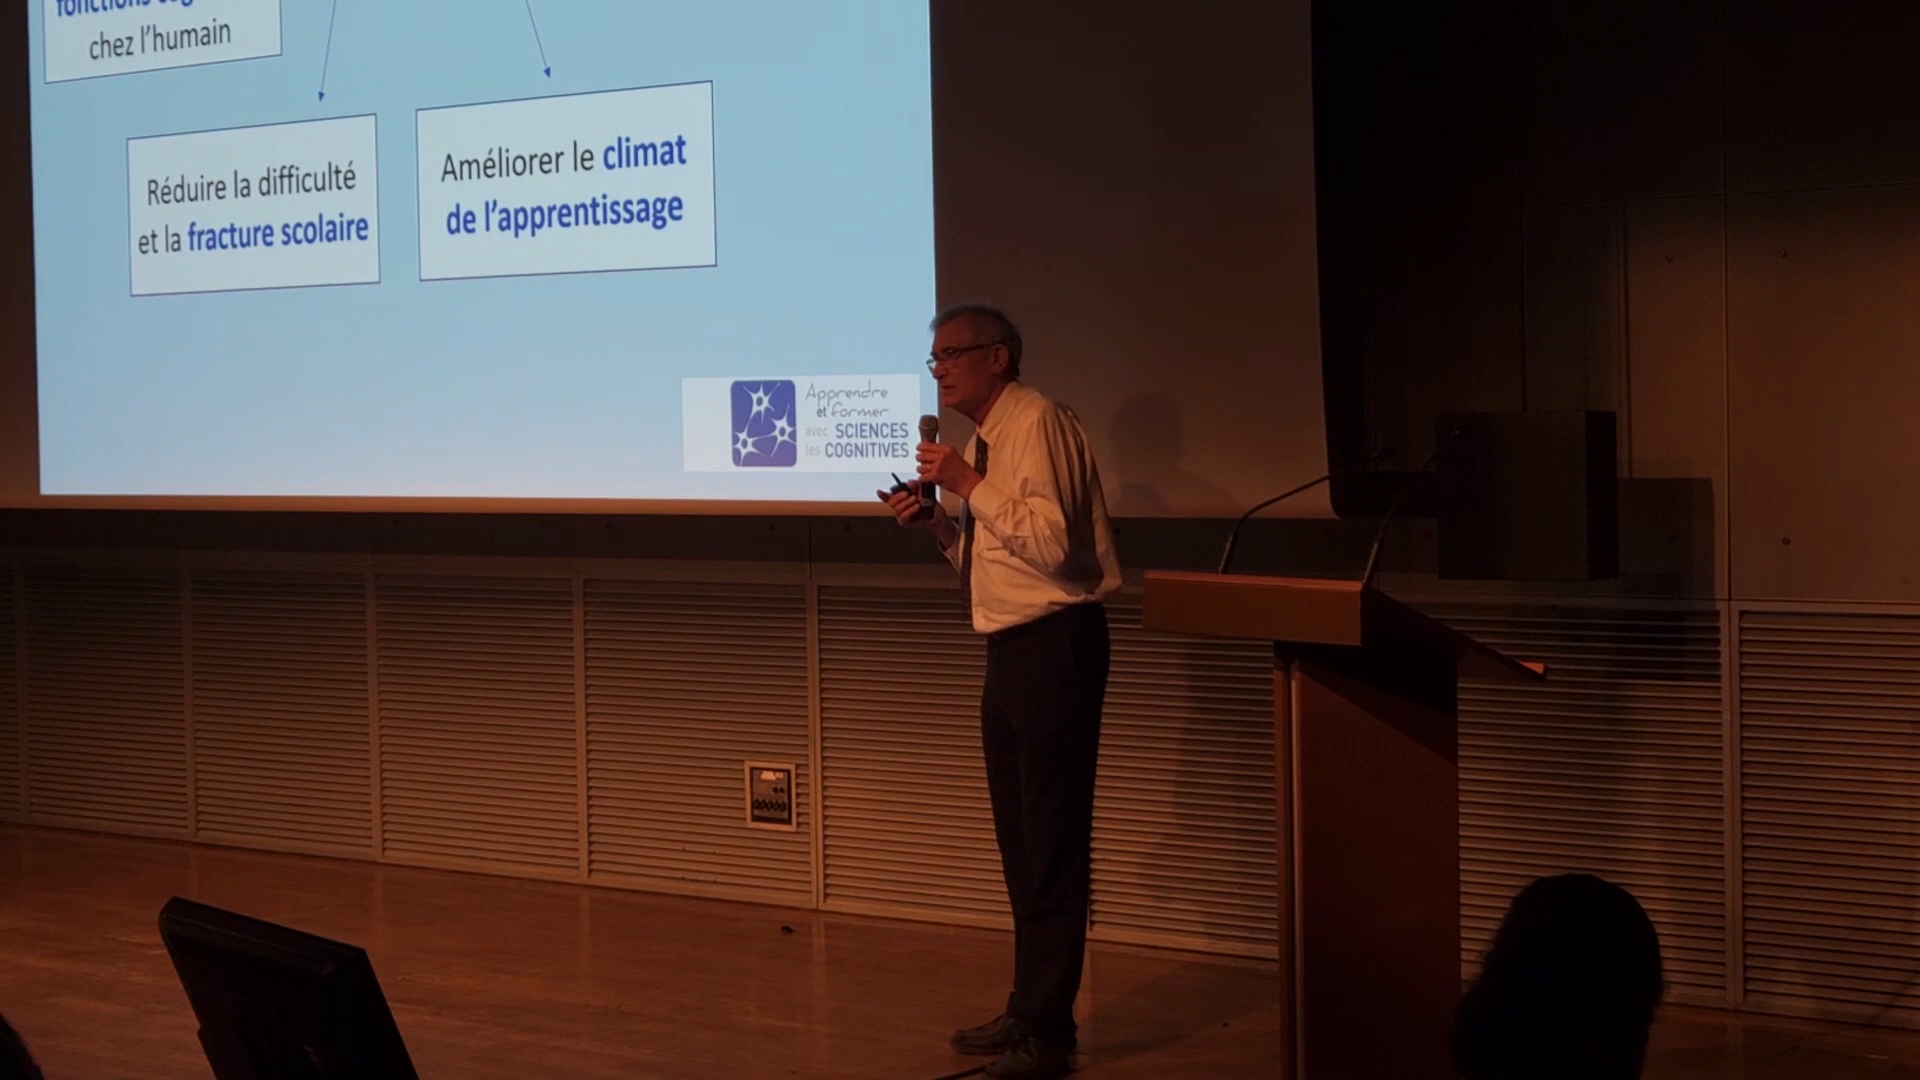 fonctions
chez l'humain
Réduire la difficulté
et la fracture scolaire
Améliorer le climat
de l'apprentissage
Apprendre
et former
avec SCIENCES
les COGNITIVES